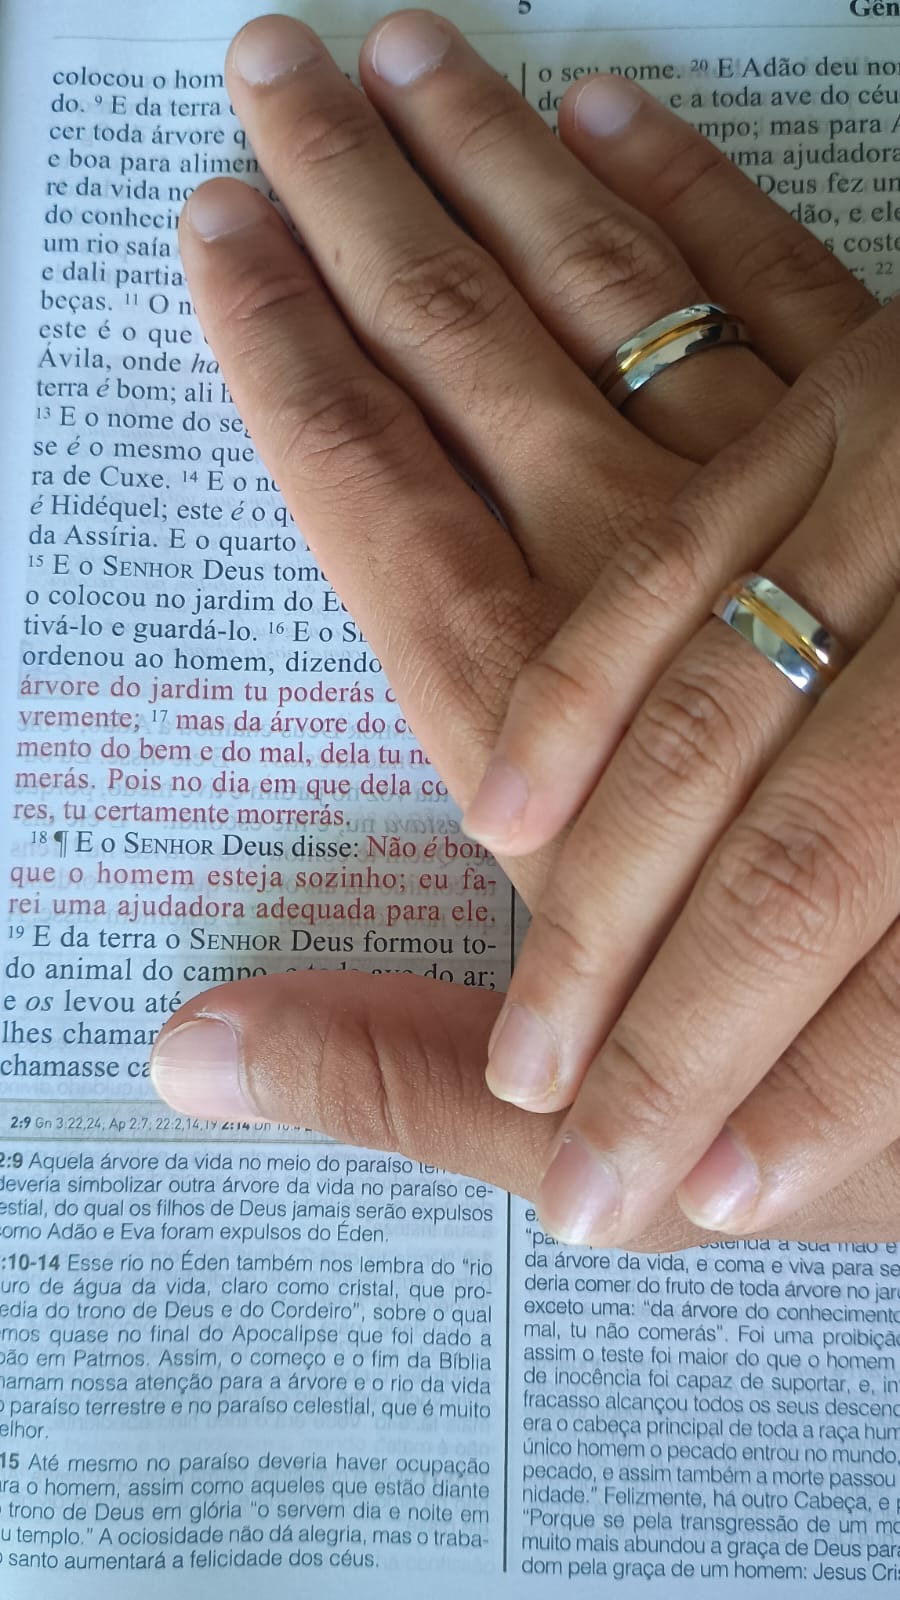 5
Gên
colocou o hom
do. ⁹ E da terra
cer toda árvore q
e boa para alimen
re da vida no
do conheci
um rio saía
e dali partia
beças. ¹¹ O n
este é o que
Ávila, onde ha
terra é bom; ali h
¹³ E o nome do se
se é o mesmo que
ra de Cuxe. ¹⁴ E o no
é Hidéquel; este é o q
da Assíria. E o quarto
¹⁵ E o SENHOR Deus tom
o colocou no jardim do É
tivá-lo e guardá-lo. ¹⁶ E o S
ordenou ao homem, dizendo
árvore do jardim tu poderás c
vremente; ¹⁷ mas da árvore do c
mento do bem e do mal, dela tu n
merás. Pois no dia em que dela co
res, tu certamente morrerás.
¹⁸ ¶ E o SENHOR Deus disse: Não é bom
que o homem esteja sozinho; eu fa-
rei uma ajudadora adequada para ele.
¹⁹ E da terra o SENHOR Deus formou to-
do animal do campo, e toda ave do ar;
e os levou até
lhes chamar
chamasse ca
o seu nome. ²⁰ E Adão deu no
e a toda ave do céu
mpo; mas para A
uma ajudadora
Deus fez un
dão, e ele
s coste
22
2:9 Gn 3:22,24; Ap 2:7; 22:2,14,19 2:14
2:9 Aquela árvore da vida no meio do paraíso
deveria simbolizar outra árvore da vida no paraíso ce-
estial, do qual os filhos de Deus jamais serão expulsos
como Adão e Eva foram expulsos do Éden.
:10-14 Esse rio no Éden também nos lembra do "rio
uro de água da vida, claro como cristal, que pro-
edia do trono de Deus e do Cordeiro", sobre o qual
emos quase no final do Apocalipse que foi dado a
oão em Patmos. Assim, o começo e o fim da Bíblia
hamam nossa atenção para a árvore e o rio da vida
o paraíso terrestre e no paraíso celestial, que é muito
elhor.
15 Até mesmo no paraíso deveria haver ocupação
ara o homem, assim como aqueles que estão diante
trono de Deus em glória "o servem dia e noite em
u templo." A ociosidade não dá alegria, mas o traba-
o santo aumentará a felicidade dos céus.
estenda a sua mão e
da árvore da vida, e coma e viva para se
deria comer do fruto de toda árvore no jar
exceto uma: "da árvore do conhecimento
mal, tu não comerás". Foi uma proibição
assim o teste foi maior do que o homem
de inocência foi capaz de suportar, e, in
fracasso alcançou todos os seus descend
era o cabeça principal de toda a raça hum
único homem o pecado entrou no mundo,
pecado, e assim também a morte passou
nidade." Felizmente, há outro Cabeça, e p
"Porque se pela transgressão de um mo
muito mais abundou a graça de Deus para
dom pela graça de um homem: Jesus Cris